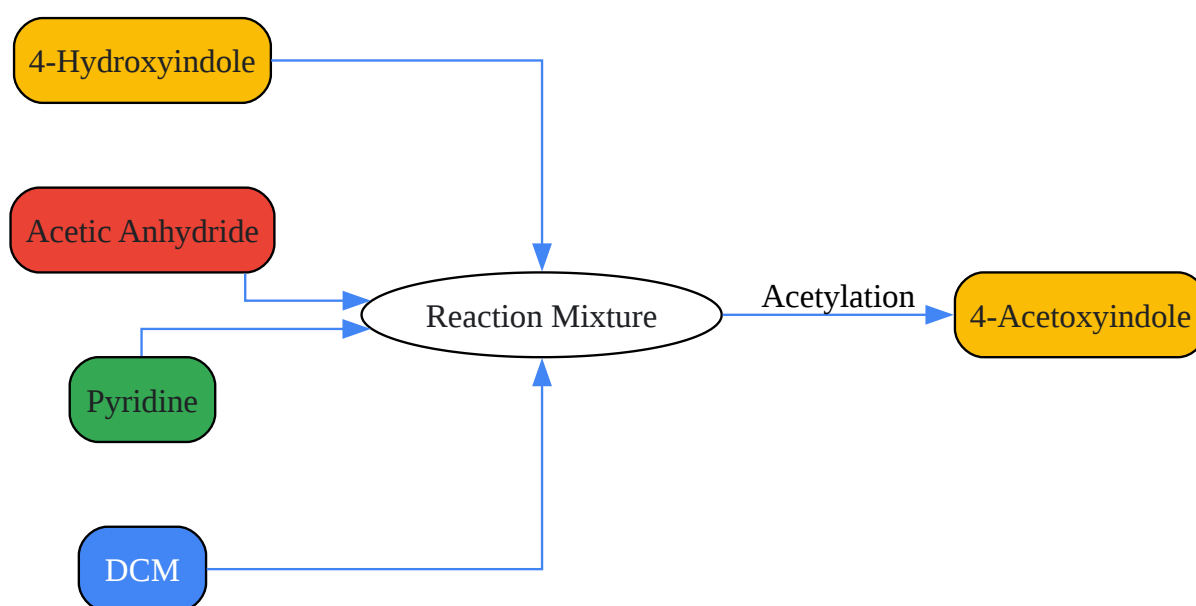 4-Hydroxyindole
Acetic Anhydride
Reaction Mixture
Acetylation
4-Acetoxyindole
Pyridine
DCM